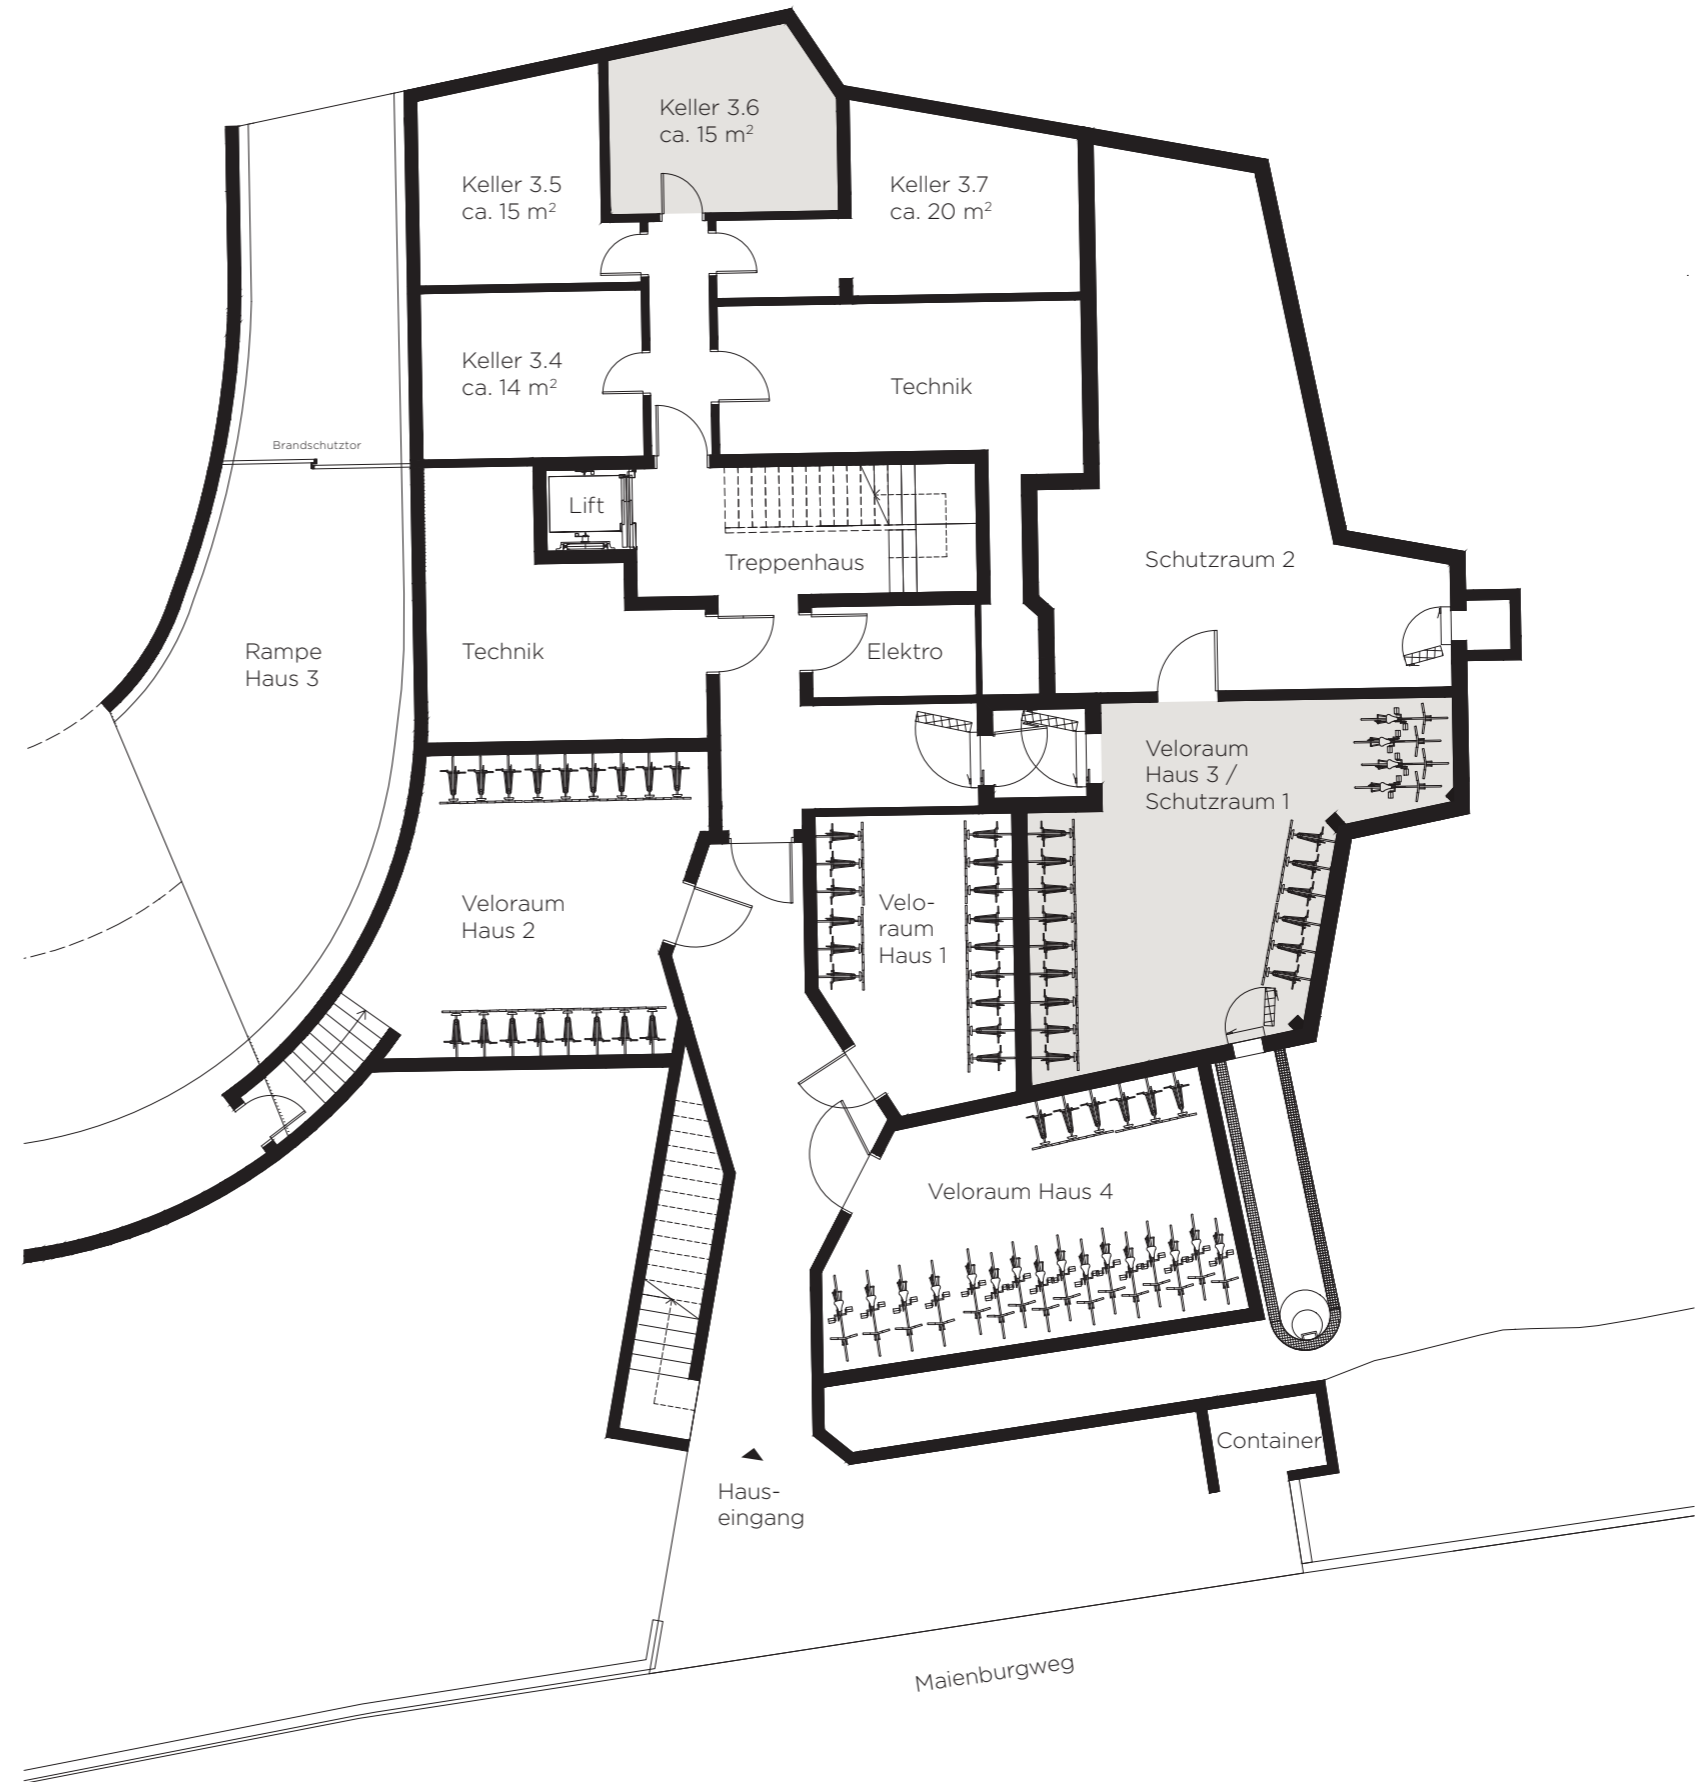 Keller 3.6
ca. 15 m²
Keller 3.5
ca. 15 m²
Keller 3.7
ca. 20 m²
Keller 3.4
ca. 14 m²
Technik
Brandschutztor
Lift
Treppenhaus
Schutzraum 2
Rampe
Haus 3
Technik
Elektro
Veloraum
Haus 3 /
Schutzraum 1
Veloraum
Haus 2
Velo-
raum
Haus 1
Veloraum Haus 4
Container
Haus-
eingang
Maienburgweg